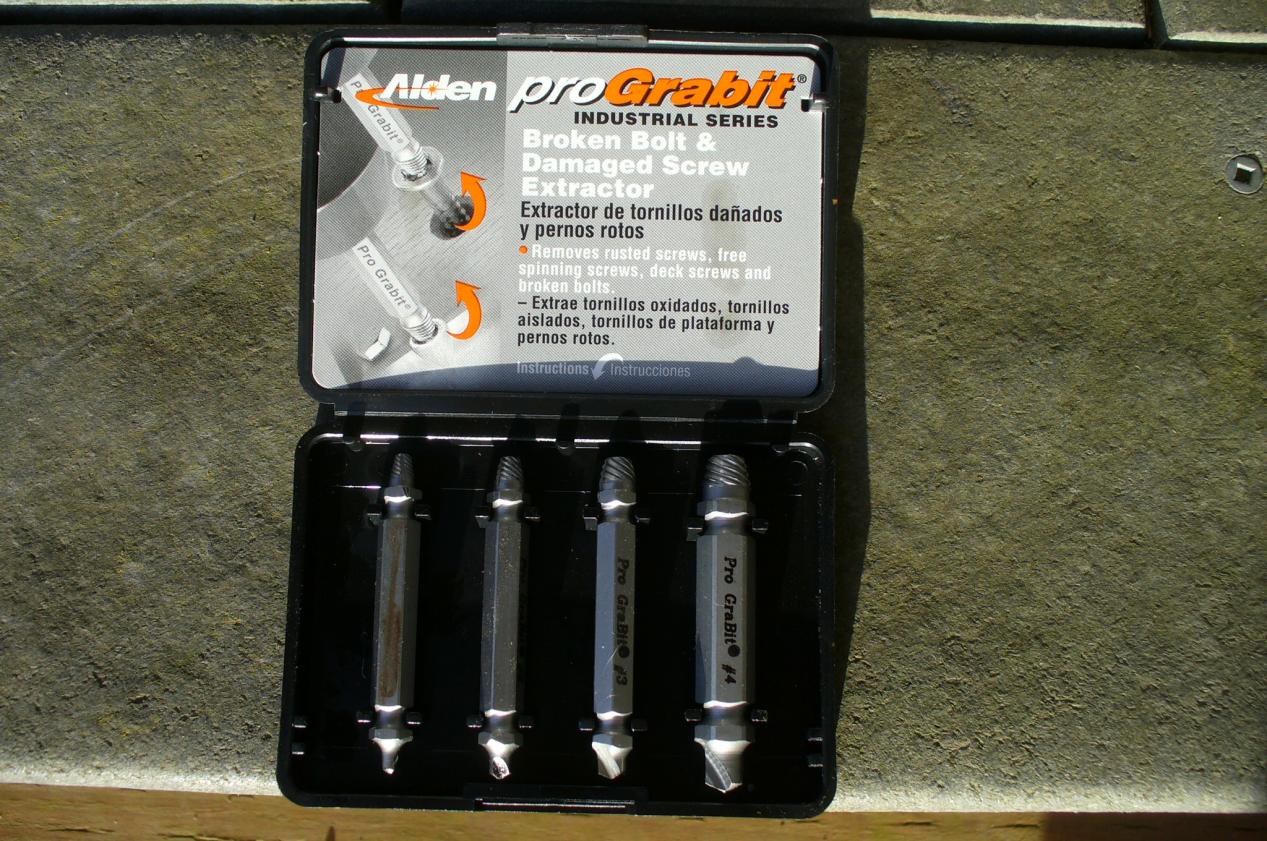 Alden
proGrabit®
INDUSTRIAL SERIES
Broken Bolt &
Damaged Screw
Extractor
Extractor de tornillos dañados
y pernos rotos
• Removes rusted screws, free
spinning screws, deck screws and
broken bolts.
– Extrae tornillos oxidados, tornillos
aislados, tornillos de plataforma y
pernos rotos.
Instructions Instrucciones
Pro Grabit®
Pro Grabit®
Pro GraBit #3
Pro GraBit #4